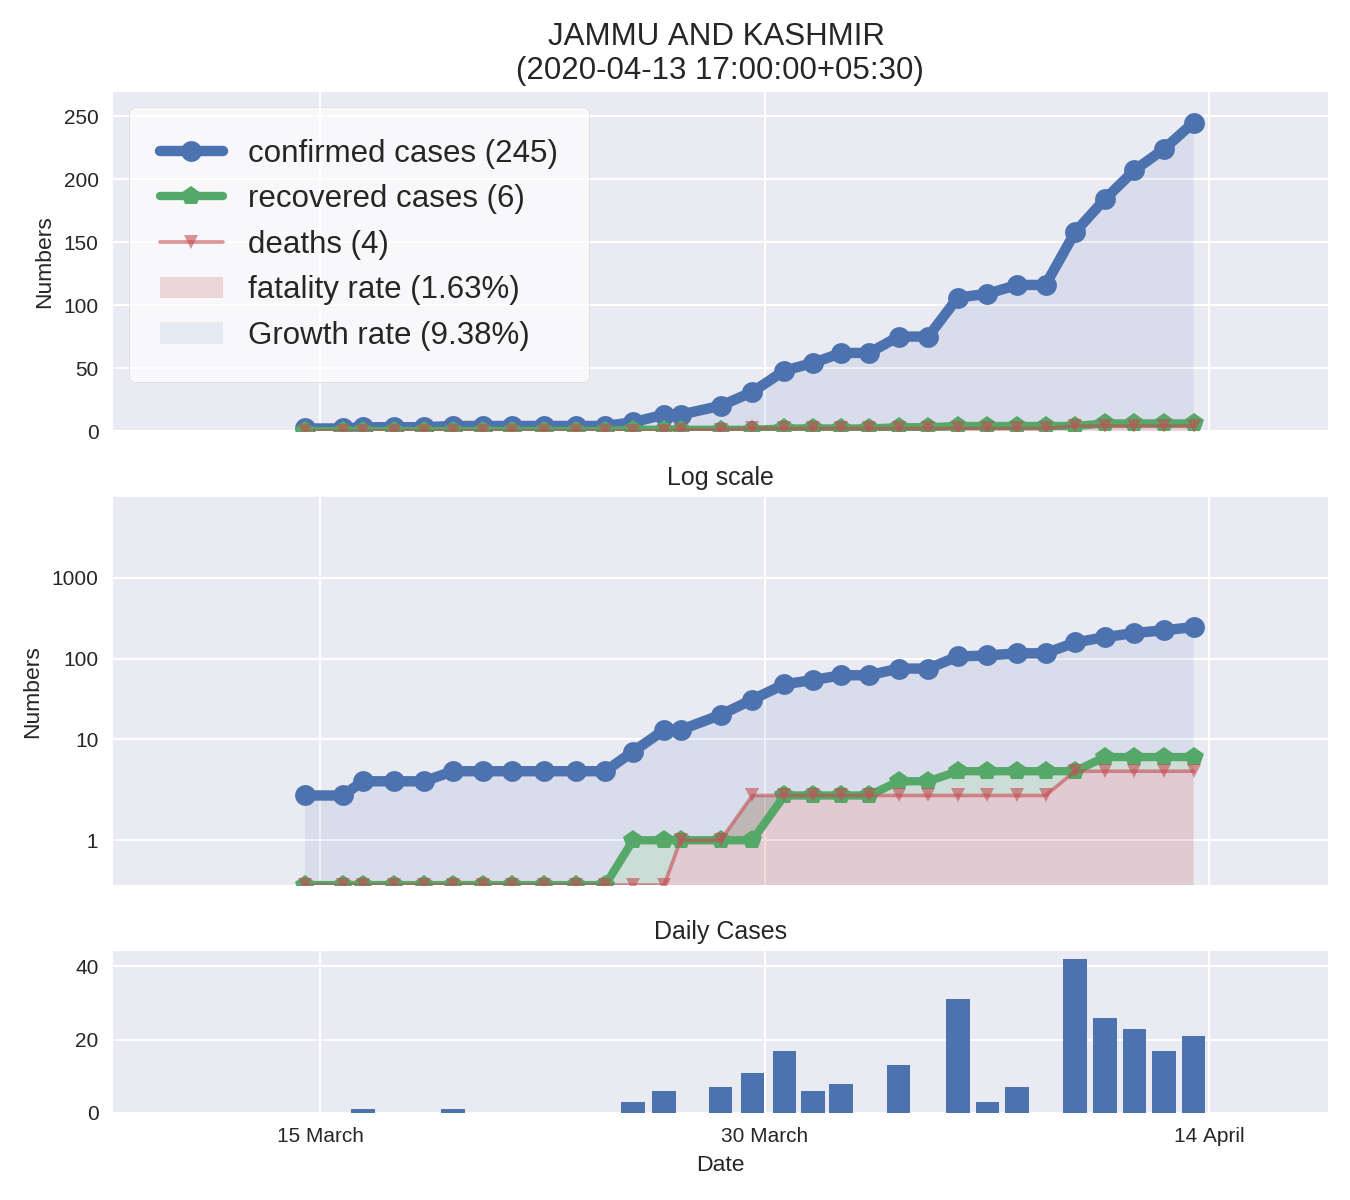 JAMMU AND KASHMIR
(2020-04-13 17:00:00+05:30)
250
200
150
100
50
0
Numbers
confirmed cases (245)
recovered cases (6)
deaths (4)
fatality rate (1.63%)
Growth rate (9.38%)
Log scale
1000
100
10
1
Numbers
Daily Cases
40
20
0
15 March
30 March
14 April
Date